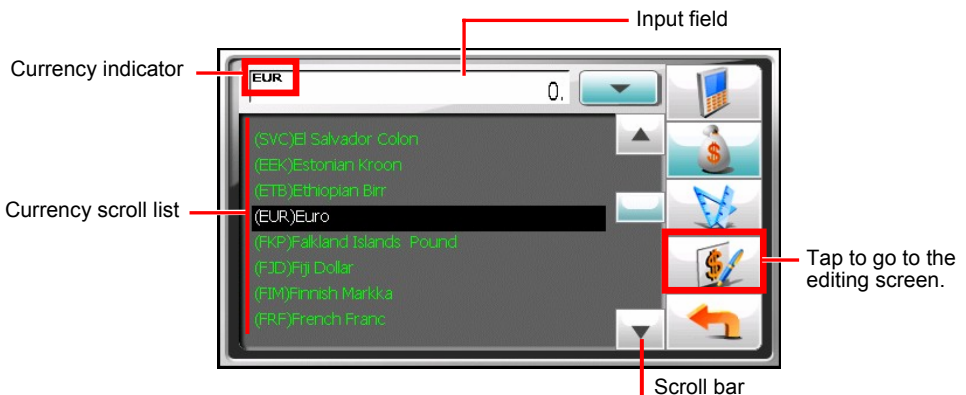 Input field
Currency indicator
EUR
0.
(SVC)El Salvador Colon
(EEK)Estonian Kroon
(ETB)Ethiopian Birr
Currency scroll list
(EUR)Euro
(FKP)Falkland Islands Pound
(FJD)Fiji Dollar
(FIM)Finnish Markka
(FRF)French Franc
$
$
Tap to go to the
editing screen.
Scroll bar